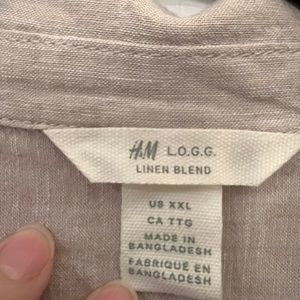 H&M L.O.G.G.
LINEN BLEND
US XXL
CA TTG
MADE IN
BANGLADESH
FABRIQUÉ EN
BANGLADESH